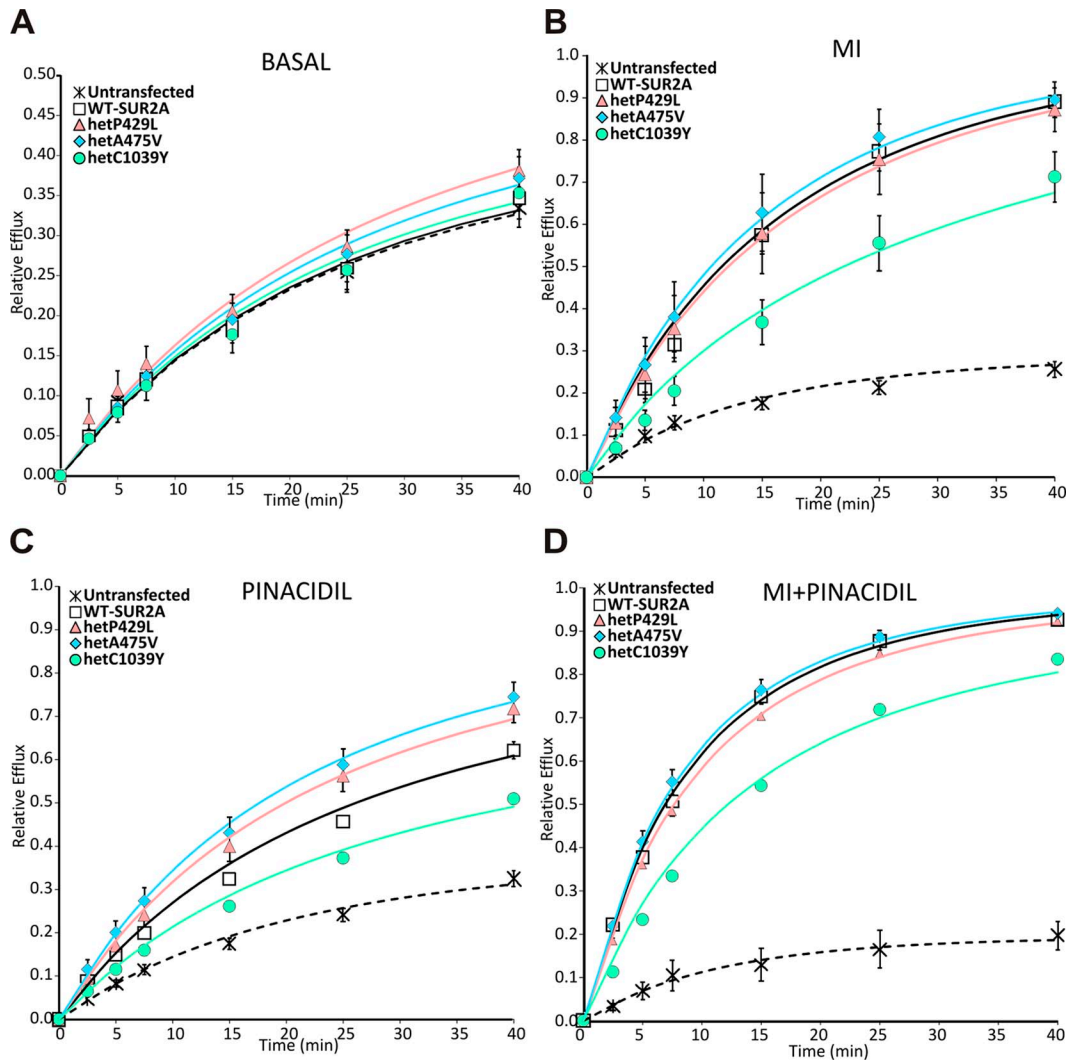 A
BASAL
0.50
0.45
0.40
0.35
0.30
0.25
0.20
0.15
0.10
0.05
0.00
Relative Efflux
Untransfected
WT-SUR2A
hetP429L
hetA475V
hetC1039Y
0 5 10 15 20 25 30 35 40
Time (min)
B
MI
1.0
0.9
0.8
0.7
0.6
0.5
0.4
0.3
0.2
0.1
0.0
Relative Efflux
Untransfected
WT-SUR2A
hetP429L
hetA475V
hetC1039Y
0 5 10 15 20 25 30 35 40
Time (min)
C
PINACIDIL
1.0
0.9
0.8
0.7
0.6
0.5
0.4
0.3
0.2
0.1
0.0
Relative Efflux
Untransfected
WT-SUR2A
hetP429L
hetA475V
hetC1039Y
0 5 10 15 20 25 30 35 40
Time (min)
D
MI+PINACIDIL
1.0
0.9
0.8
0.7
0.6
0.5
0.4
0.3
0.2
0.1
0.0
Relative Efflux
Untransfected
WT-SUR2A
hetP429L
hetA475V
hetC1039Y
0 5 10 15 20 25 30 35 40
Time (min)